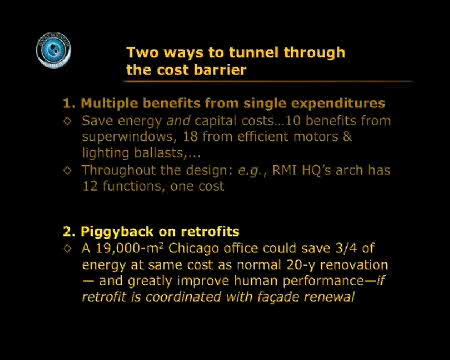 Two ways to tunnel through
the cost barrier
1. Multiple benefits from single expenditures
◇ Save energy and capital costs…10 benefits from
superwindows, 18 from efficient motors &
lighting ballasts,...
◇ Throughout the design: e.g., RMI HQ's arch has
12 functions, one cost
2. Piggyback on retrofits
◇ A 19,000-m² Chicago office could save 3/4 of
energy at same cost as normal 20-y renovation
— and greatly improve human performance—if
retrofit is coordinated with façade renewal